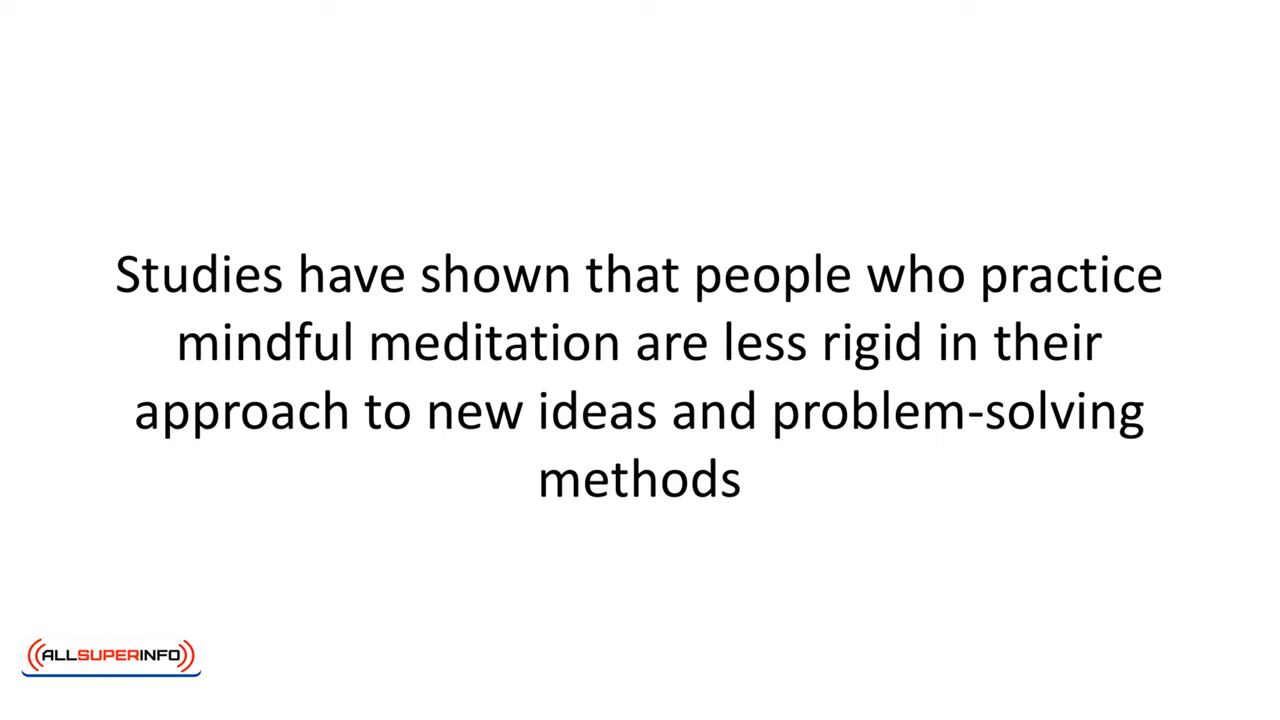 Studies have shown that people who practice
mindful meditation are less rigid in their
approach to new ideas and problem-solving
methods
ALLSUPERINFO